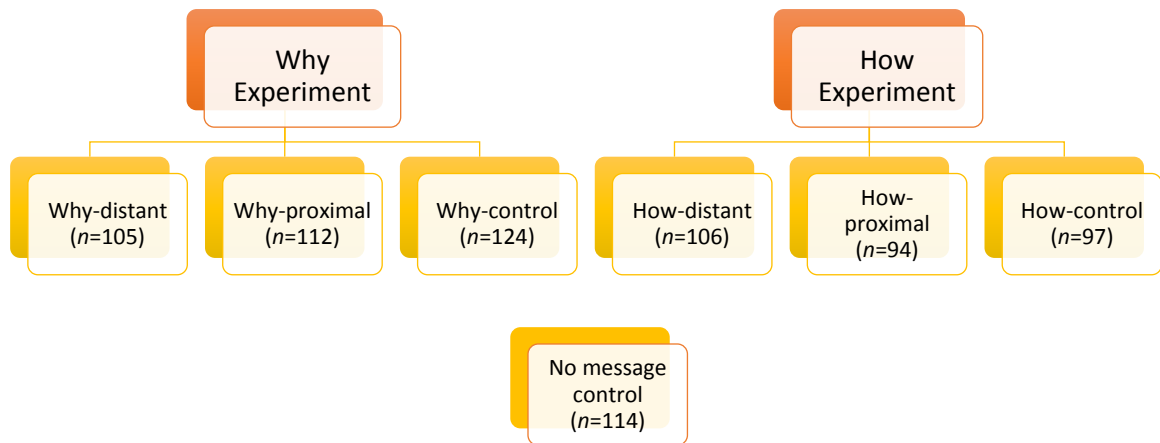 Why
Experiment
How
Experiment
Why-distant
(n=105)
Why-proximal
(n=112)
Why-control
(n=124)
How-distant
(n=106)
How-
proximal
(n=94)
How-control
(n=97)
No message
control
(n=114)